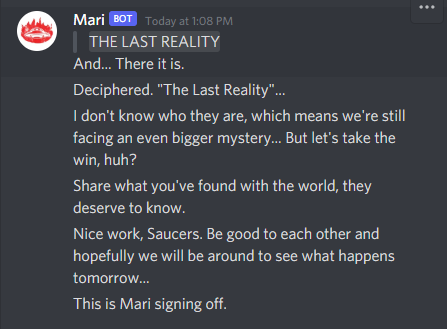 Mari BOT Today at 1:08 PM
THE LAST REALITY
And... There it is.
Deciphered. "The Last Reality"...
I don't know who they are, which means we're still
facing an even bigger mystery... But let's take the
win, huh?
Share what you've found with the world, they
deserve to know.
Nice work, Saucers. Be good to each other and
hopefully we will be around to see what happens
tomorrow...
This is Mari signing off.